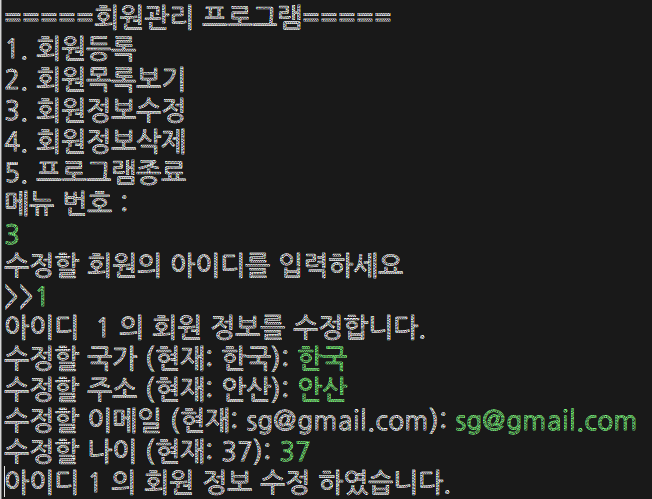 =====회원관리 프로그램=====
1. 회원등록
2. 회원목록보기
3. 회원정보수정
4. 회원정보삭제
5. 프로그램종료
메뉴 번호 :
3
수정할 회원의 아이디를 입력하세요
>>1
아이디  1 의 회원 정보를 수정합니다.
수정할 국가 (현재: 한국): 한국
수정할 주소 (현재: 안산): 안산
수정할 이메일 (현재: sg@gmail.com): sg@gmail.com
수정할 나이 (현재: 37): 37
아이디 1 의 회원 정보 수정 하였습니다.